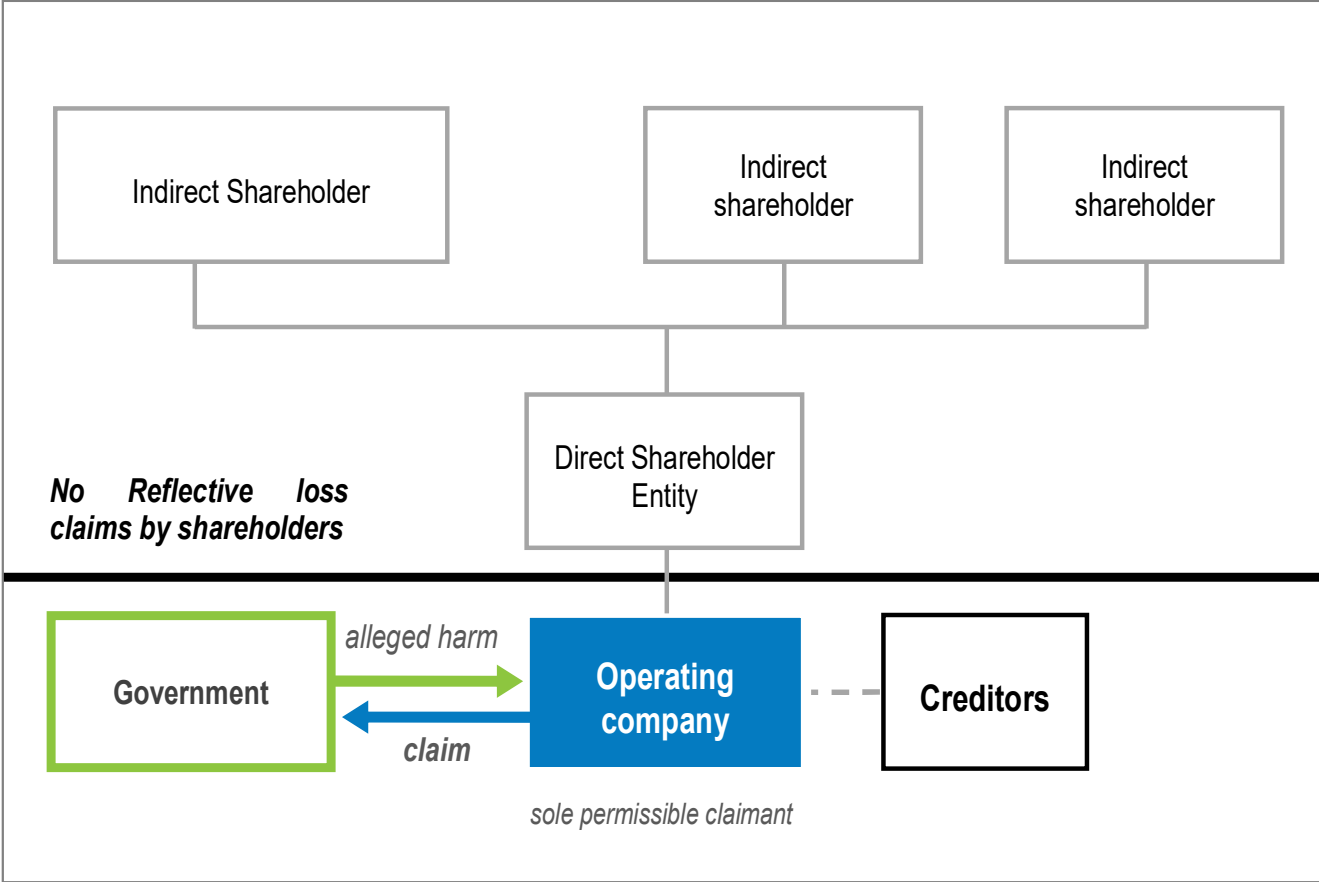 Indirect Shareholder
Indirect
shareholder
Indirect
shareholder
Direct Shareholder
Entity
No Reflective loss
claims by shareholders
Government
alleged harm
claim
Operating
company
Creditors
sole permissible claimant